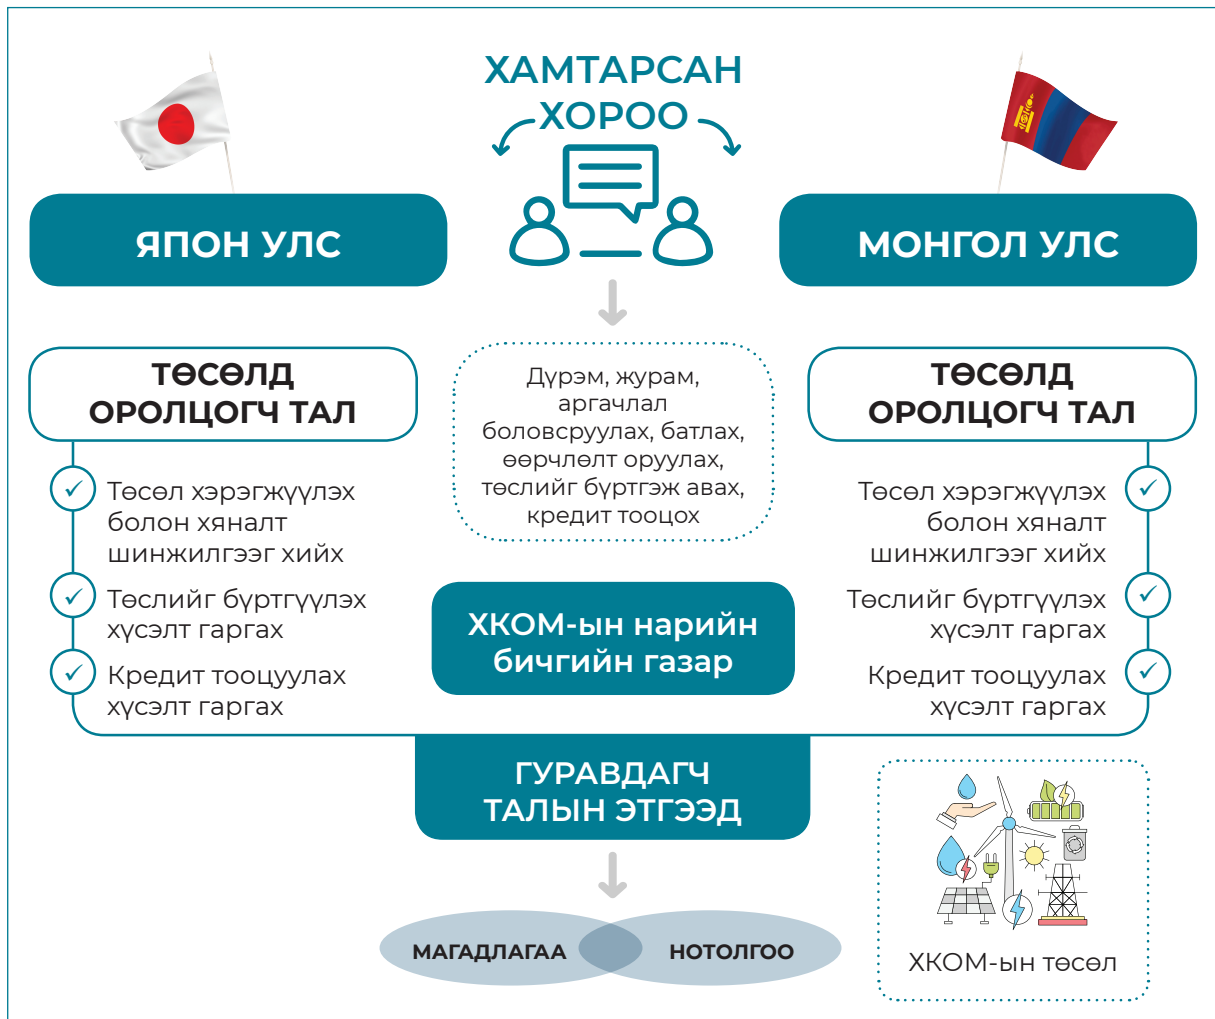 ХАМТАРСАН
ХОРОО
ЯПОН УЛС
МОНГОЛ УЛС
ТӨСӨЛД
ОРОЛЦОГЧ ТАЛ
Төсөл хэрэгжүүлэх
болон хяналт
шинжилгээг хийх
Төслийг бүртгүүлэх
хүсэлт гаргах
Кредит тооцуулах
хүсэлт гаргах
Дүрэм, журам,
аргачлал
боловсруулах, батлах,
өөрчлөлт оруулах,
төслийг бүртгэж авах,
кредит тооцох
ТӨСӨЛД
ОРОЛЦОГЧ ТАЛ
Төсөл хэрэгжүүлэх
болон хяналт
шинжилгээг хийх
Төслийг бүртгүүлэх
хүсэлт гаргах
Кредит тооцуулах
хүсэлт гаргах
ХКОМ-ын нарийн
бичгийн газар
ГУРАВДАГЧ
ТАЛЫН ЭТГЭЭД
МАГАДЛАГАА
НОТОЛГОО
ХКОМ-ын төсөл